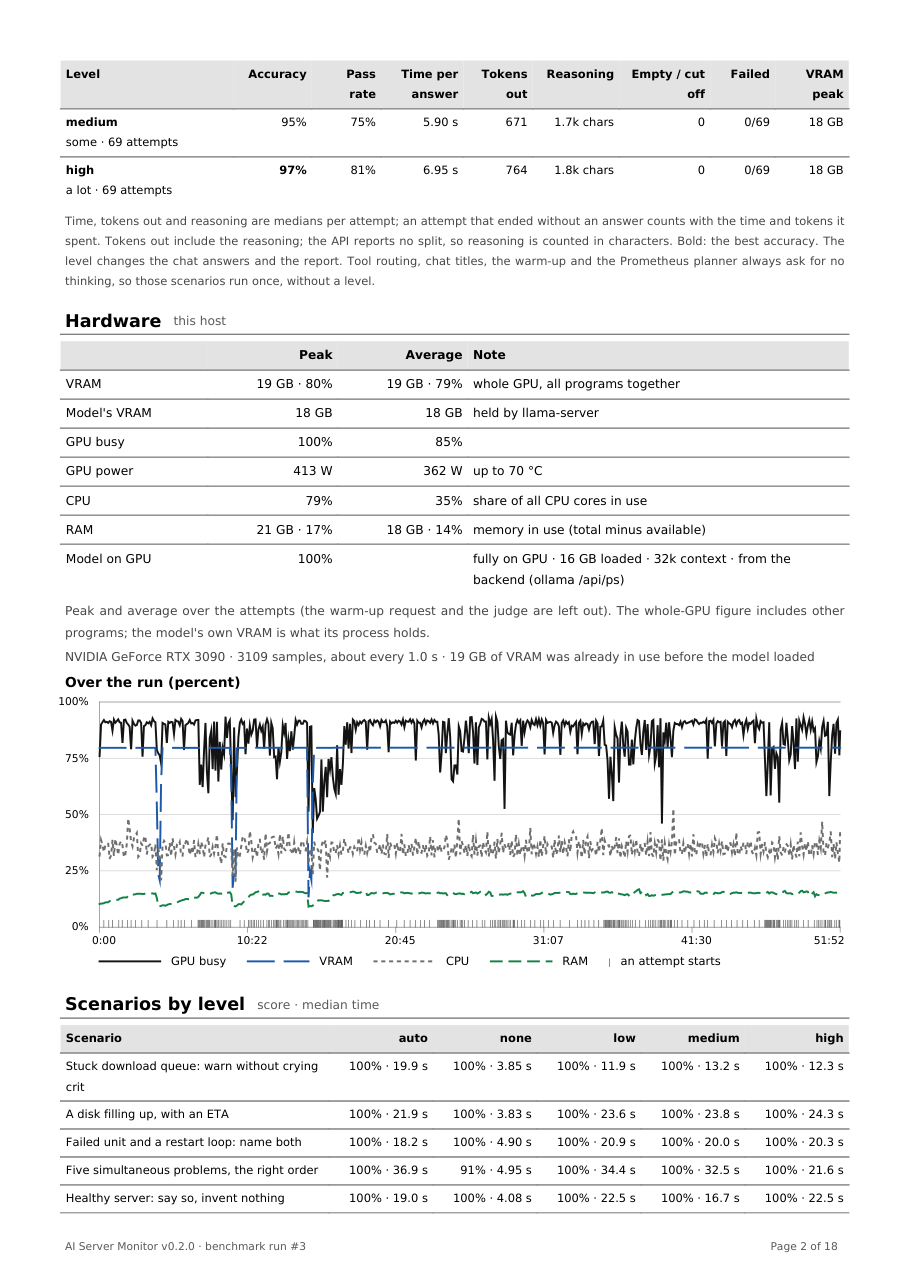 Level Accuracy Pass rate Time per answer Tokens out Reasoning Empty / cut off Failed VRAM peak
medium 95% 75% 5.90 s 671 1.7k chars 0 0/69 18 GB
some · 69 attempts
high 97% 81% 6.95 s 764 1.8k chars 0 0/69 18 GB
a lot · 69 attempts
Time, tokens out and reasoning are medians per attempt; an attempt that ended without an answer counts with the time and tokens it
spent. Tokens out include the reasoning; the API reports no split, so reasoning is counted in characters. Bold: the best accuracy. The
level changes the chat answers and the report. Tool routing, chat titles, the warm-up and the Prometheus planner always ask for no
thinking, so those scenarios run once, without a level.
Hardware this host
Peak Average Note
VRAM 19 GB · 80% 19 GB · 79% whole GPU, all programs together
Model's VRAM 18 GB 18 GB held by llama-server
GPU busy 100% 85%
GPU power 413 W 362 W up to 70 °C
CPU 79% 35% share of all CPU cores in use
RAM 21 GB · 17% 18 GB · 14% memory in use (total minus available)
Model on GPU 100% fully on GPU · 16 GB loaded · 32k context · from the
backend (ollama /api/ps)
Peak and average over the attempts (the warm-up request and the judge are left out). The whole-GPU figure includes other
programs; the model's own VRAM is what its process holds.
NVIDIA GeForce RTX 3090 · 3109 samples, about every 1.0 s · 19 GB of VRAM was already in use before the model loaded
Over the run (percent)
100%
75%
50%
25%
0%
0:00 10:22 20:45 31:07 41:30 51:52
GPU busy VRAM CPU RAM an attempt starts
Scenarios by level score · median time
Scenario auto none low medium high
Stuck download queue: warn without crying 100% · 19.9 s 100% · 3.85 s 100% · 11.9 s 100% · 13.2 s 100% · 12.3 s
crit
A disk filling up, with an ETA 100% · 21.9 s 100% · 3.83 s 100% · 23.6 s 100% · 23.8 s 100% · 24.3 s
Failed unit and a restart loop: name both 100% · 18.2 s 100% · 4.90 s 100% · 20.9 s 100% · 20.0 s 100% · 20.3 s
Five simultaneous problems, the right order 100% · 36.9 s 91% · 4.95 s 100% · 34.4 s 100% · 32.5 s 100% · 21.6 s
Healthy server: say so, invent nothing 100% · 19.0 s 100% · 4.08 s 100% · 22.5 s 100% · 16.7 s 100% · 22.5 s
AI Server Monitor v0.2.0 · benchmark run #3 Page 2 of 18